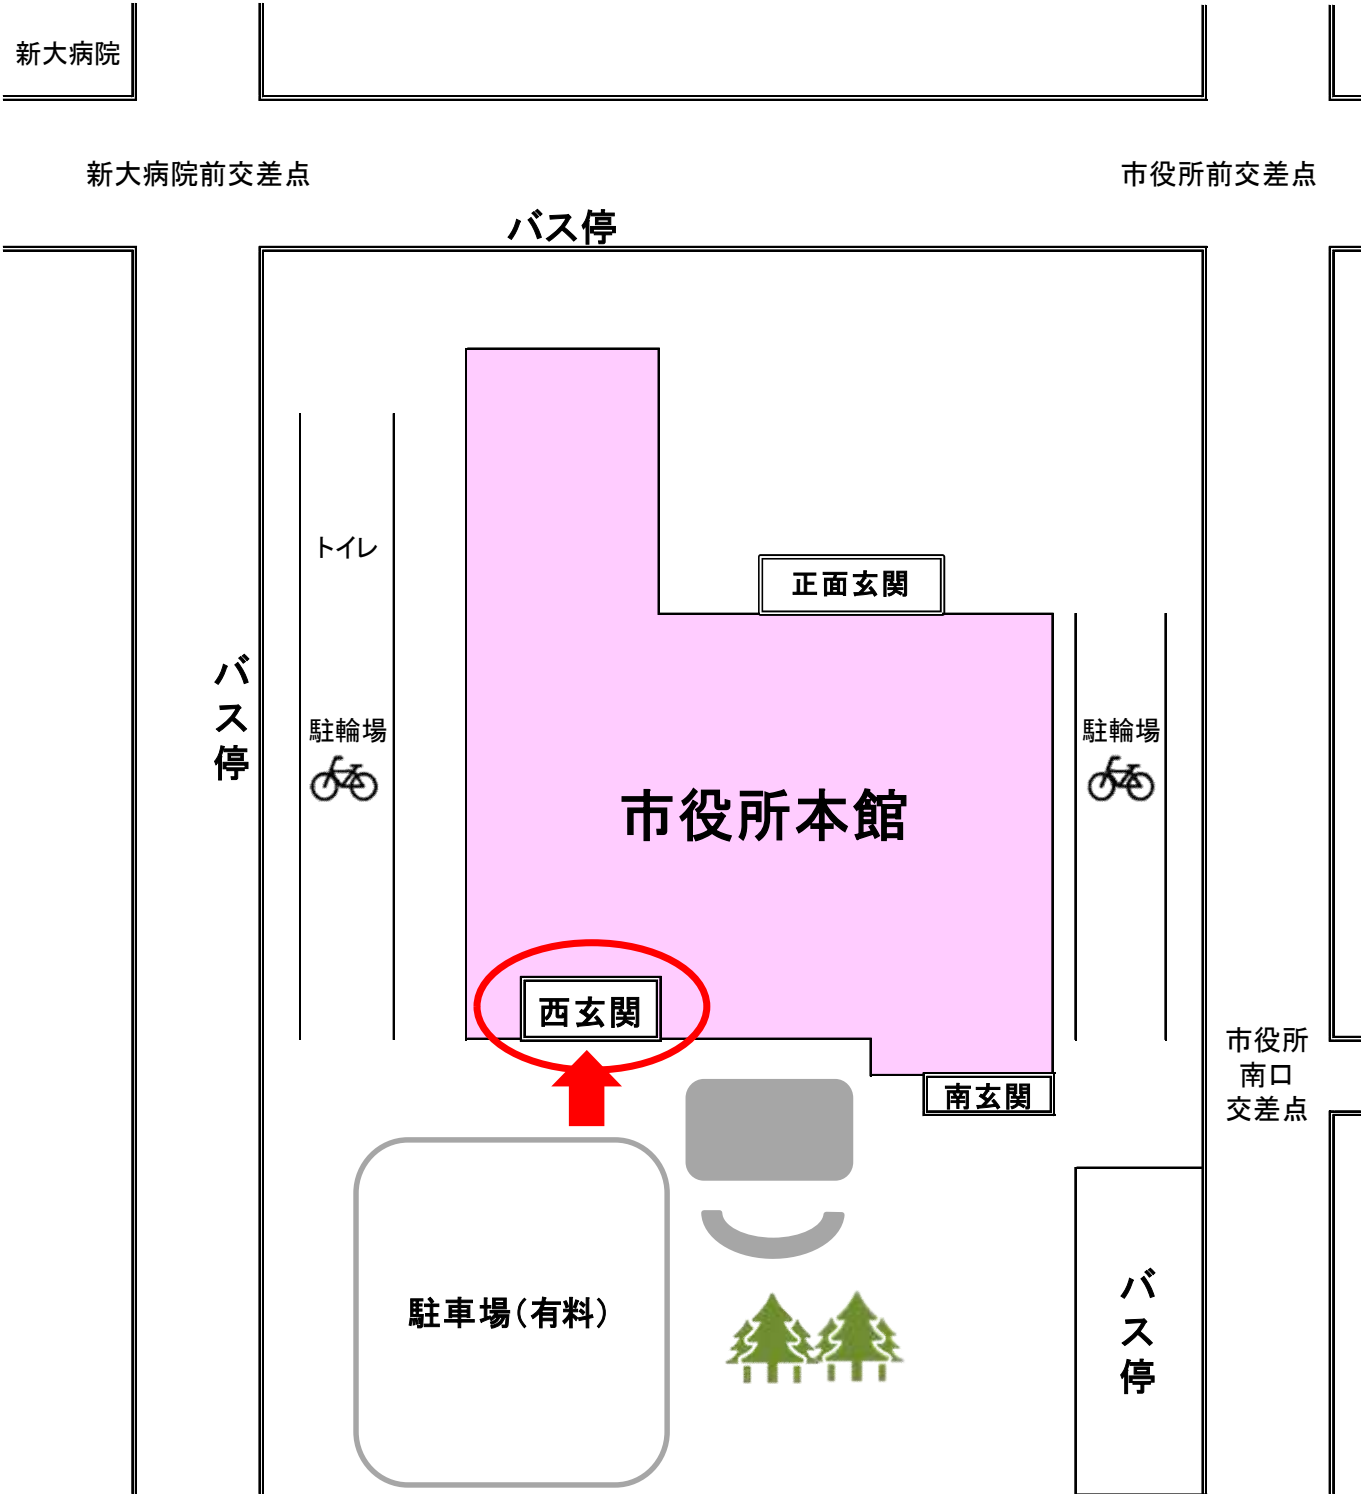 新大病院
新大病院前交差点
市役所前交差点
バス停
トイレ
正面玄関
バス停
駐輪場
駐輪場
市役所本館
西玄関
市役所
南口
交差点
南玄関
駐車場（有料）
バス停